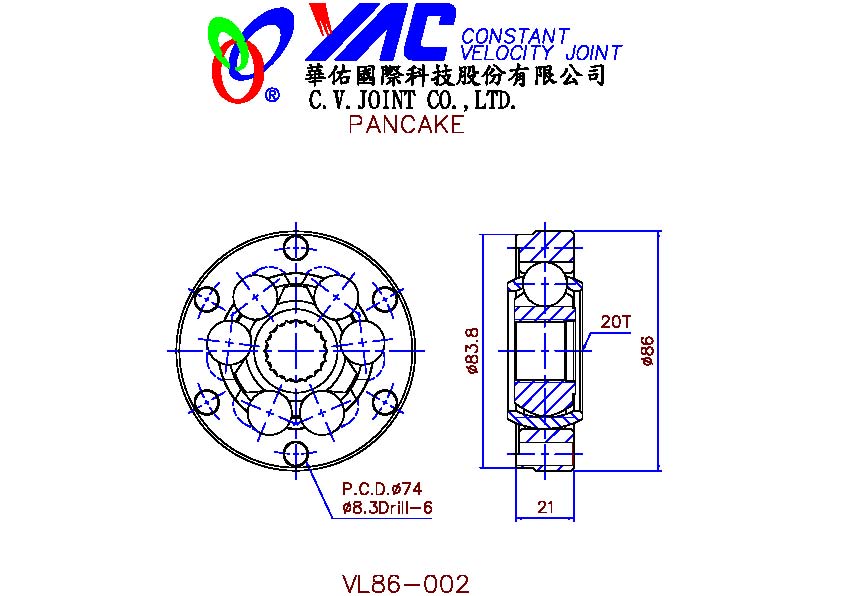 YAC CONSTANT
VELOCITY JOINT
®
華佑國際科技股份有限公司
C.V.JOINT CO.,LTD.
PANCAKE
ø83.8
20T
ø86
P.C.D.ø74
ø8.3Drill-6
21
VL86-002